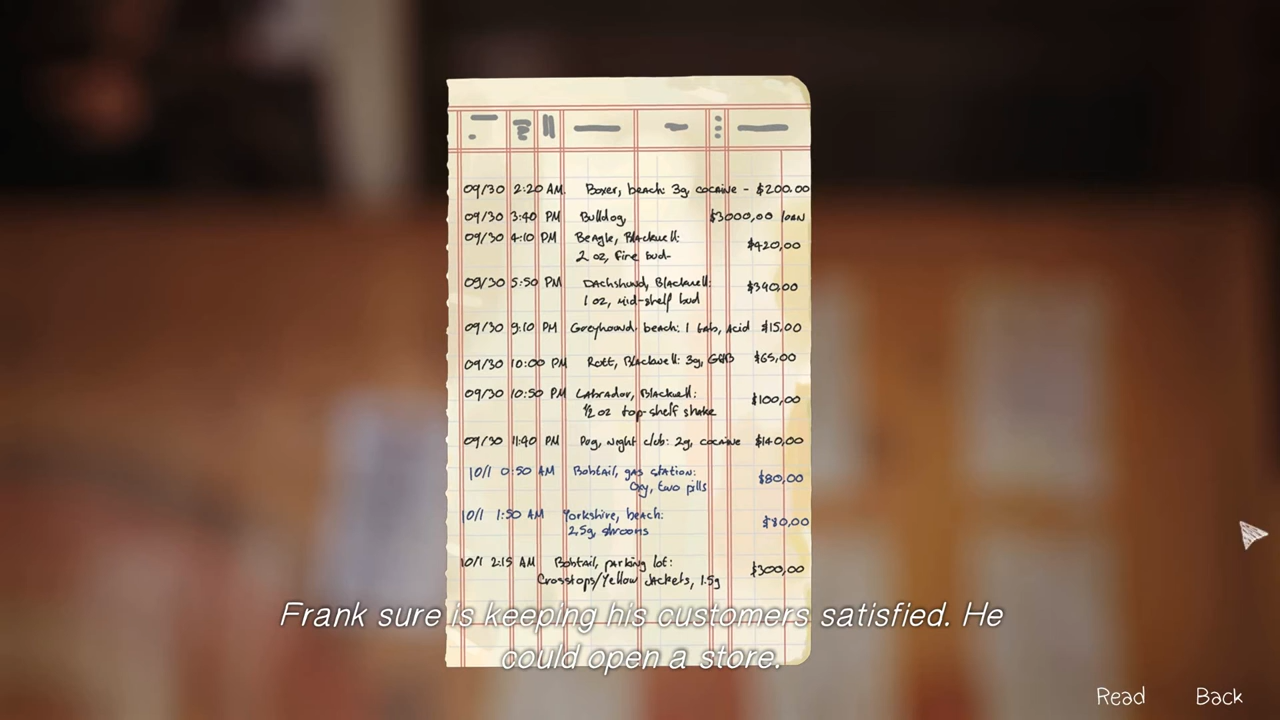 09/30 2:20 AM. Boxer, beach: 3g, cocaine - $200.00
09/30 3:40 PM Bulldog, $3000,00 loan
09/30 4:10 PM Beagle, Blackwell: $420,00
2 oz, fire bud-
09/30 5:50 PM Dachshund, Blackwell: $340,00
1 oz, mid-shelf bud
09/30 9:10 PM Greyhound, beach: 1 tab, acid $15.00
09/30 10:00 PM Rott, Blackwell: 3g, GHB $65,00
09/30 10:50 PM Labrador, Blackwell: $100,00
1/2 oz top-shelf shake
09/30 11:40 PM Pog, night club: 2g, cocaine $140,00
10/1 0:50 AM Bobtail, gas station: $80,00
Oxy, two pills
10/1 1:50 AM Yorkshire, beach:
2,5g, shrooms
10/1 2:15 AM Bobtail, parking lot: $300,00
Crosstops/Yellow Jackets, 1.5g
Frank sure is keeping his customers satisfied. He
could open a store.
Read Back